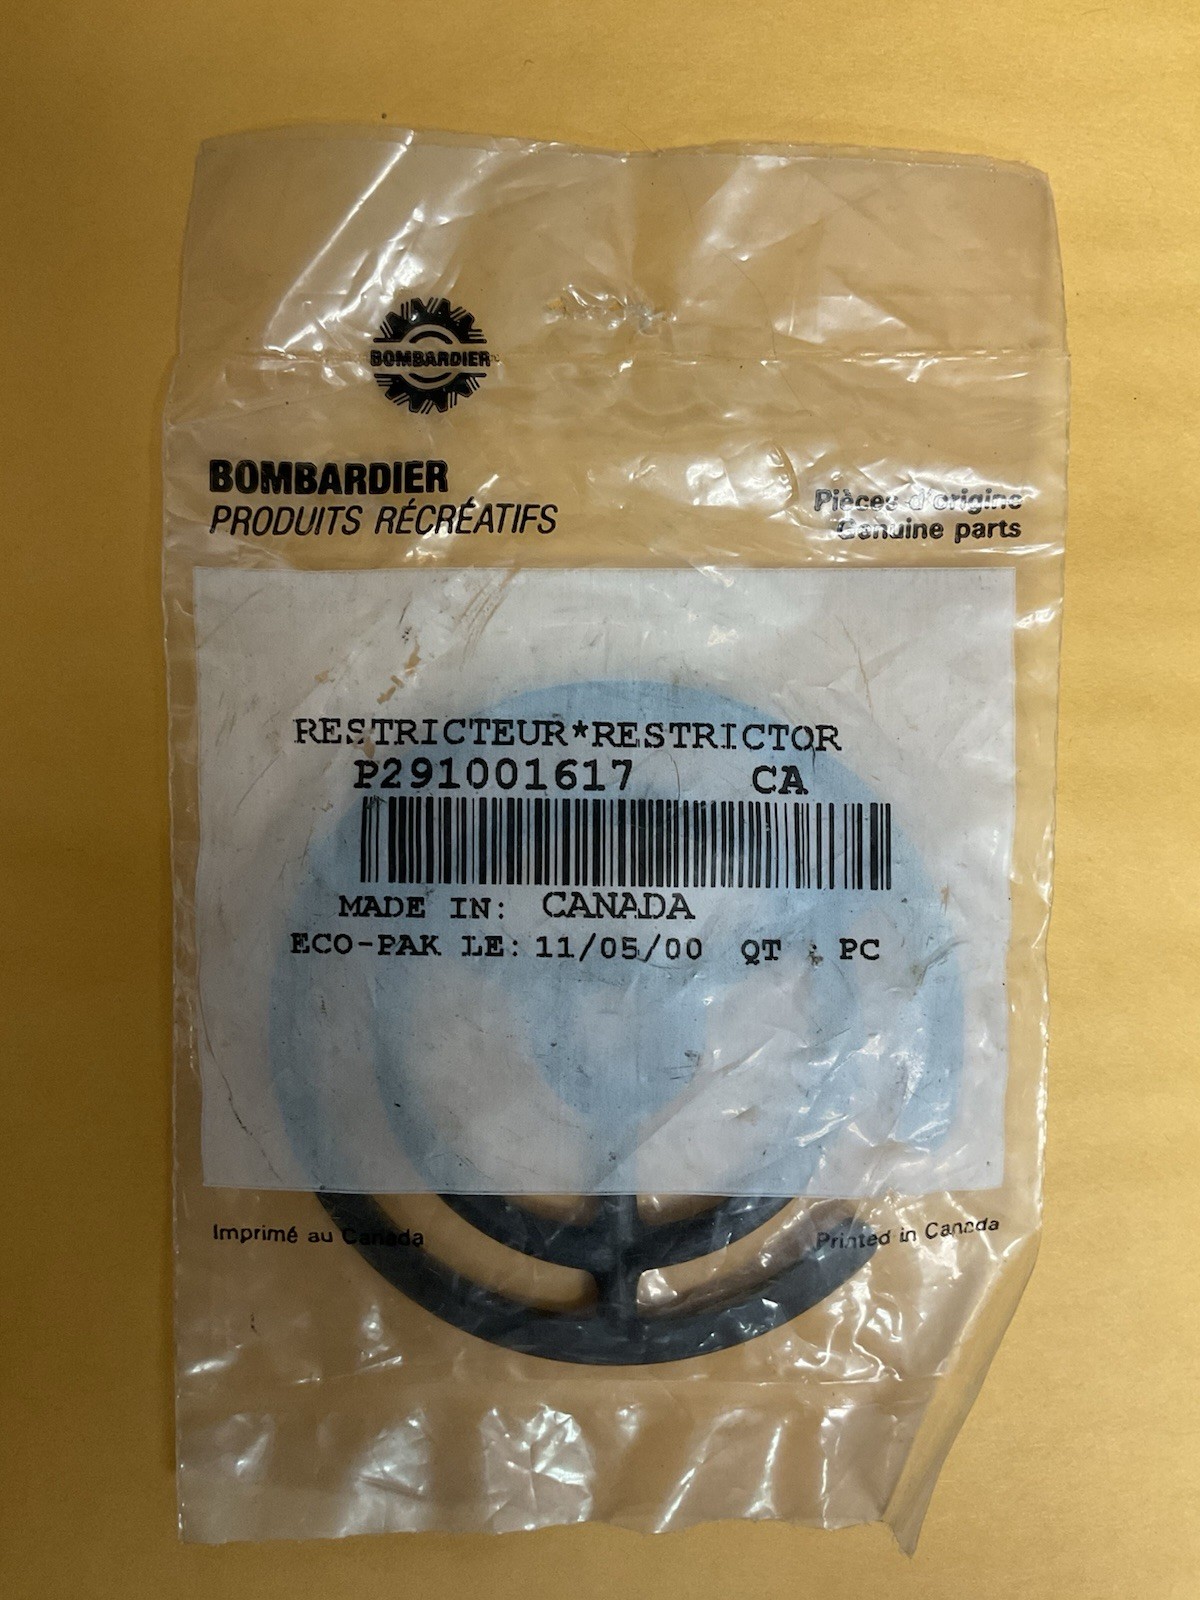 BOMBARDIER
BOMBARDIER
PRODUITS RÉCRÉATIFS
Pièces d'origine
Genuine parts
RESTRICTEUR*RESTRICTOR
P291001617 CA
MADE IN: CANADA
ECO-PAK LE: 11/05/00 QT : PC
Imprimé au Canada
Printed in Canada